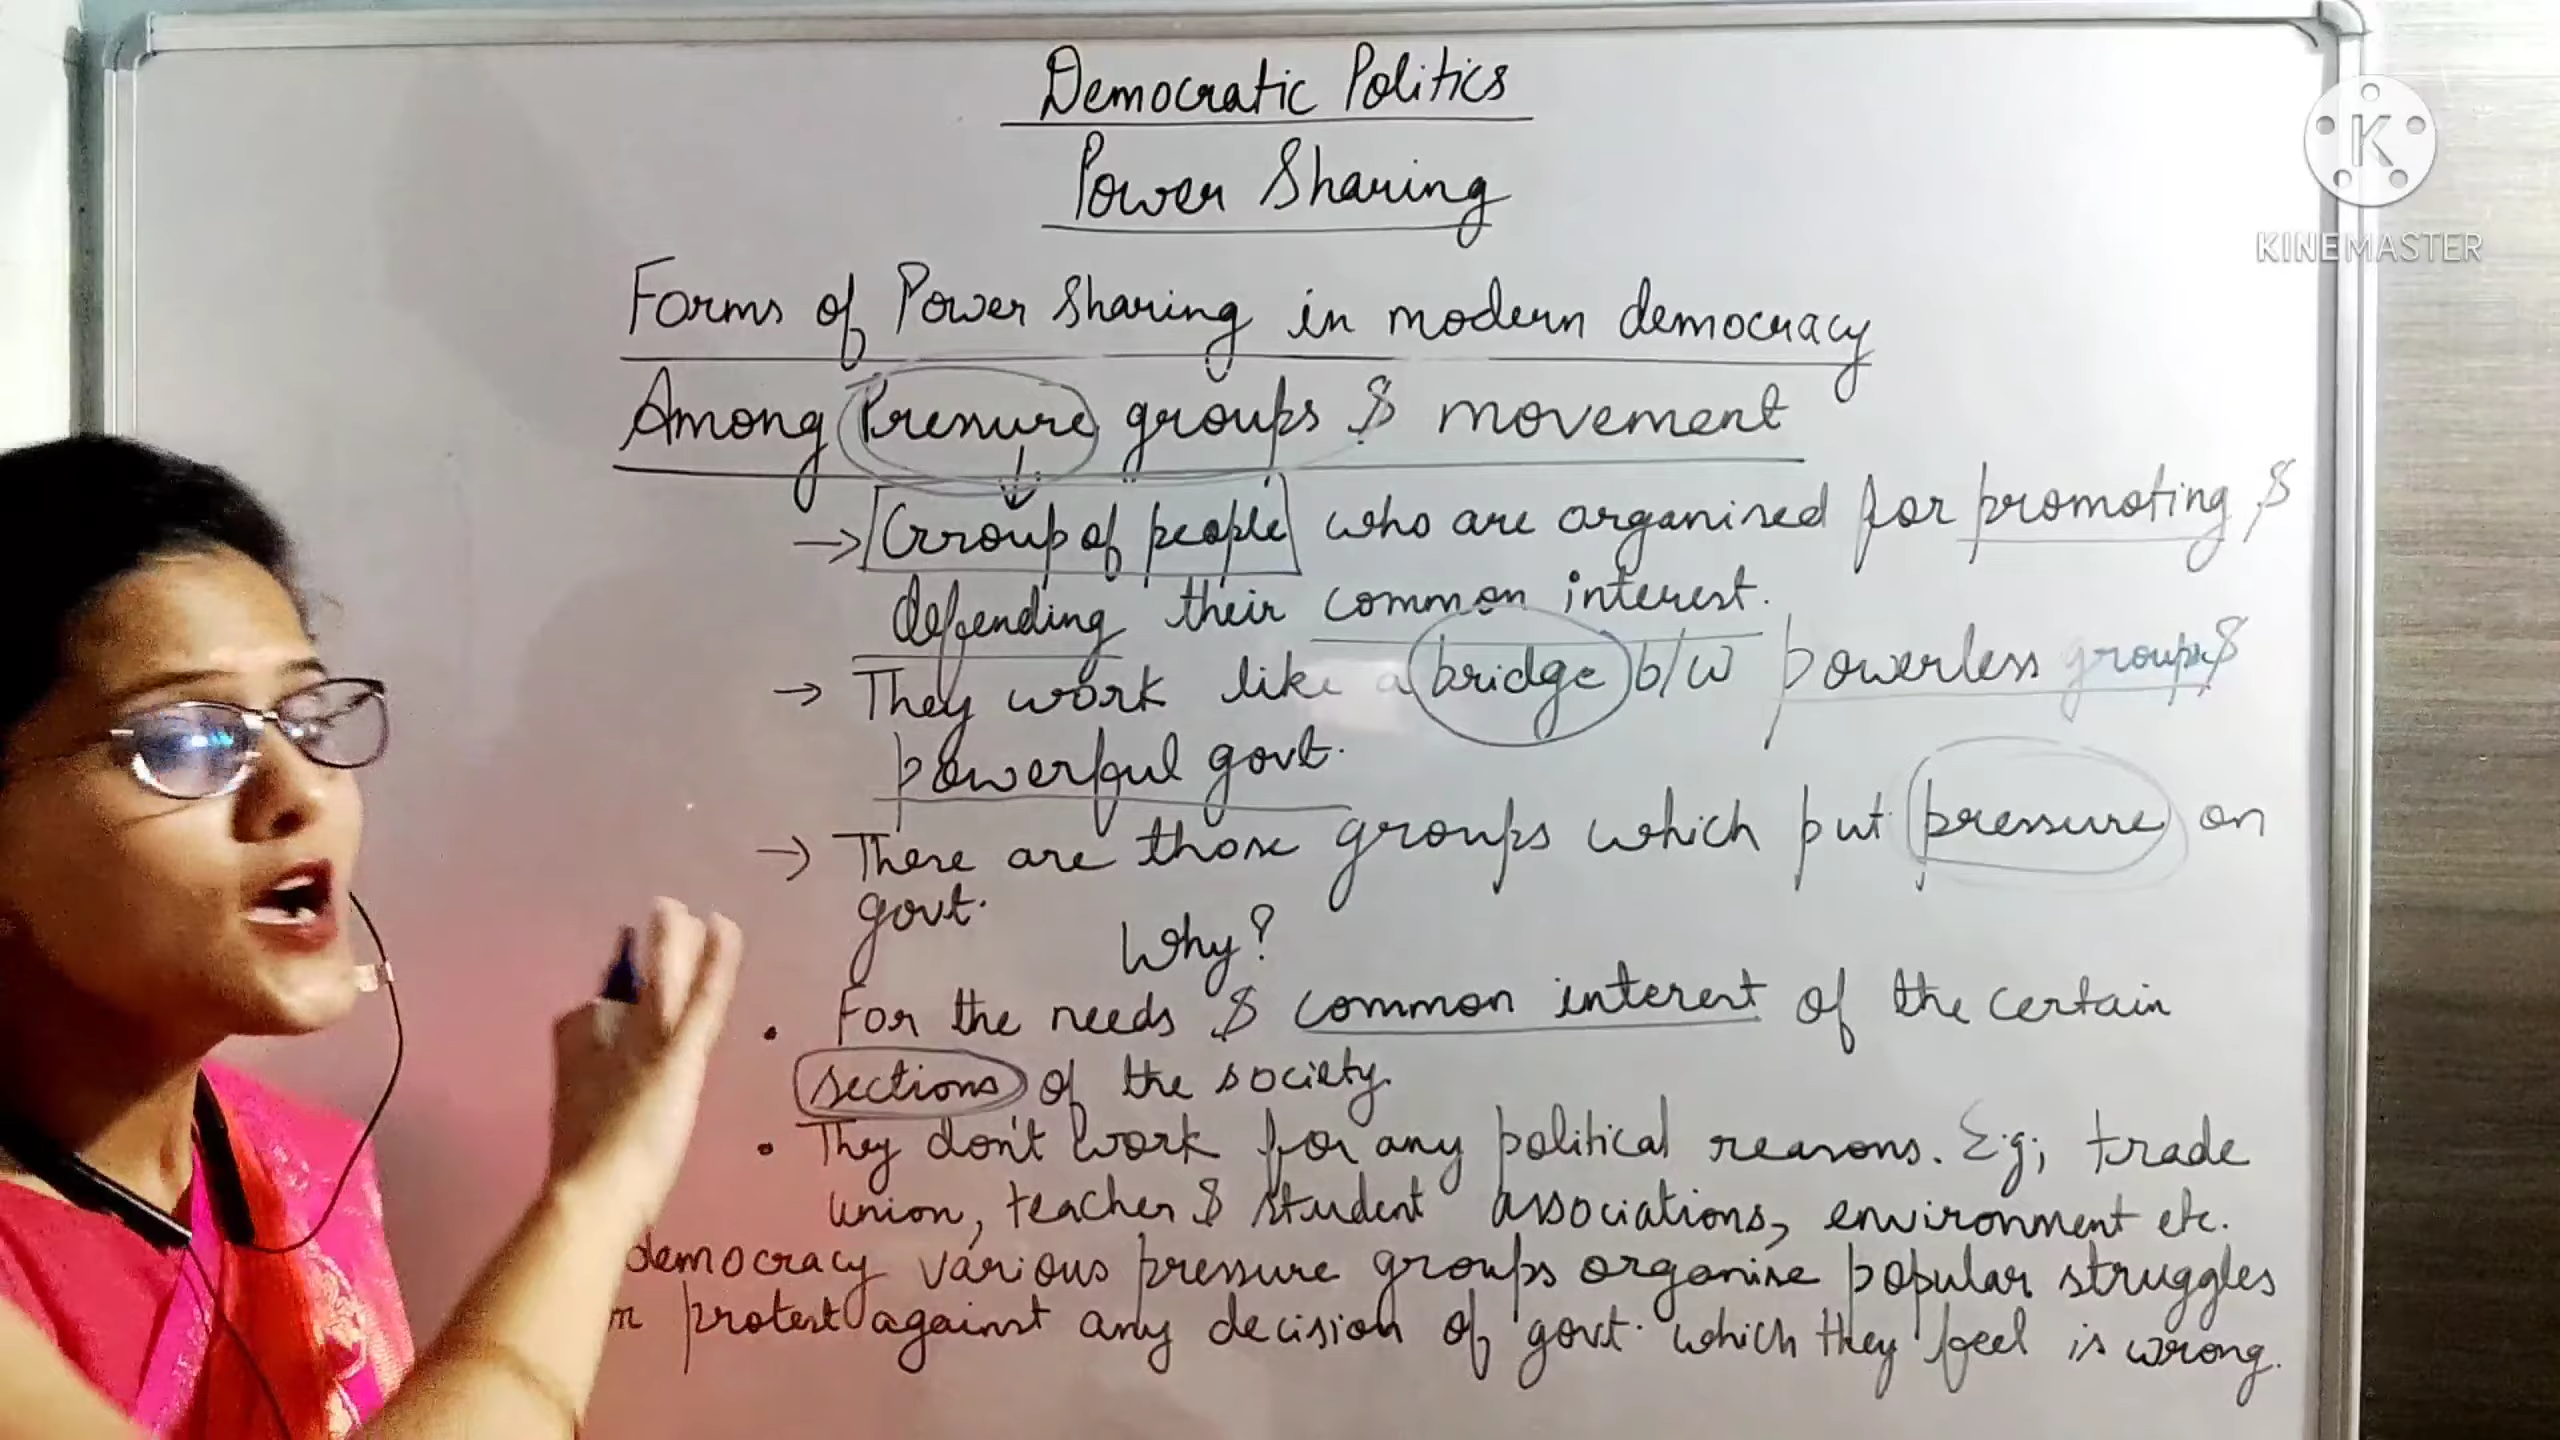 Democratic Politics
Power Sharing
Forms of Power Sharing in modern democracy
Among Pressure groups & movement
→ Group of people who are organised for promoting &
defending their common interest.
→ They work like a bridge b/w powerless groups &
powerful govt.
→ There are those groups which put pressure on
govt.
Why?
• For the needs & common interest of the certain
sections of the society.
• They don't work for any political reasons. E.g; trade
union, teacher & student associations, environment etc.
democracy various pressure groups organise popular struggles
protest against any decision of govt. which they feel is wrong.
K
KINEMASTER